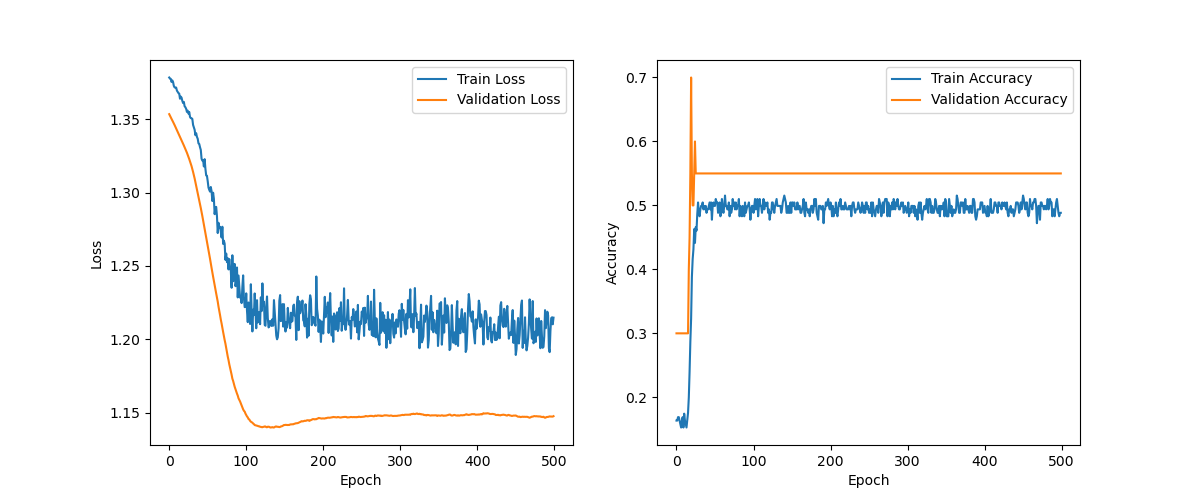 Train Loss
Validation Loss
1.35
1.30
1.25
1.20
1.15
Loss
0 100 200 300 400 500
Epoch
Train Accuracy
Validation Accuracy
0.7
0.6
0.5
0.4
0.3
0.2
Accuracy
0 100 200 300 400 500
Epoch